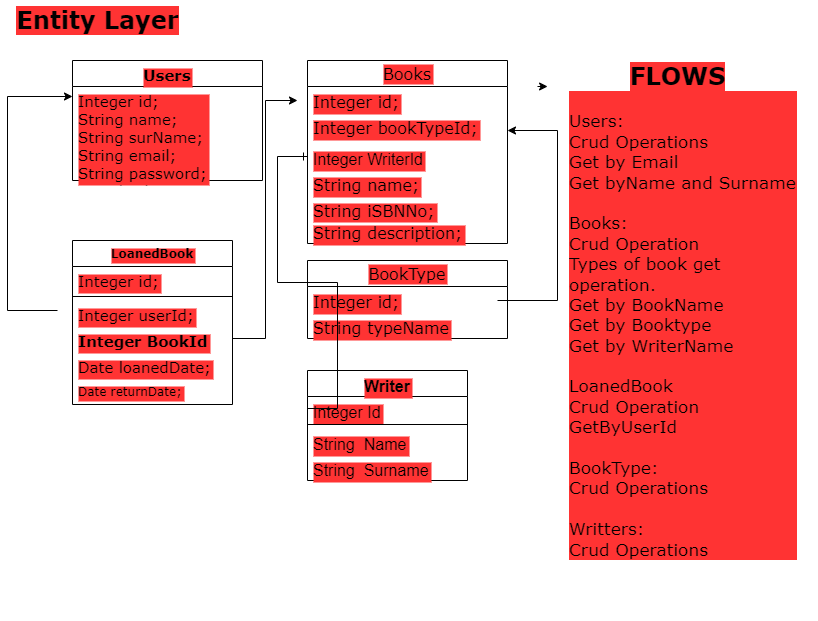 Entity Layer
Users
Integer id;
String name;
String surName;
String email;
String password;
LoanedBook
Integer id;
Integer userId;
Integer BookId
Date loanedDate;
Date returnDate;
Books
Integer id;
Integer bookTypeId;
Integer WriterId
String name;
String iSBNNo;
String description;
BookType
Integer id;
String typeName
Writer
Integer Id
String  Name
String  Surname
FLOWS
Users:
Crud Operations
Get by Email
Get byName and Surname
Books:
Crud Operation
Types of book get
operation.
Get by BookName
Get by Booktype
Get by WriterName
LoanedBook
Crud Operation
GetByUserId
BookType:
Crud Operations
Writters:
Crud Operations